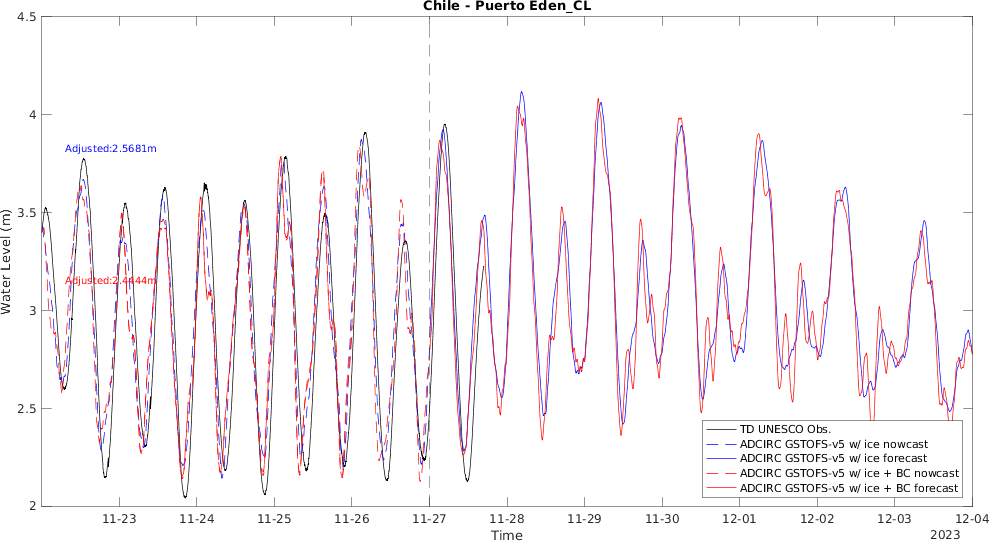 Chile - Puerto Eden_CL
4.5
4
3.5
3
2.5
2
Water Level (m)
Adjusted:2.5681m
Adjusted:2.4444m
TD UNESCO Obs.
ADCIRC GSTOFS-v5 w/ ice nowcast
ADCIRC GSTOFS-v5 w/ ice forecast
ADCIRC GSTOFS-v5 w/ ice + BC nowcast
ADCIRC GSTOFS-v5 w/ ice + BC forecast
11-23 11-24 11-25 11-26 11-27 11-28 11-29 11-30 12-01 12-02 12-03 12-04
Time
2023